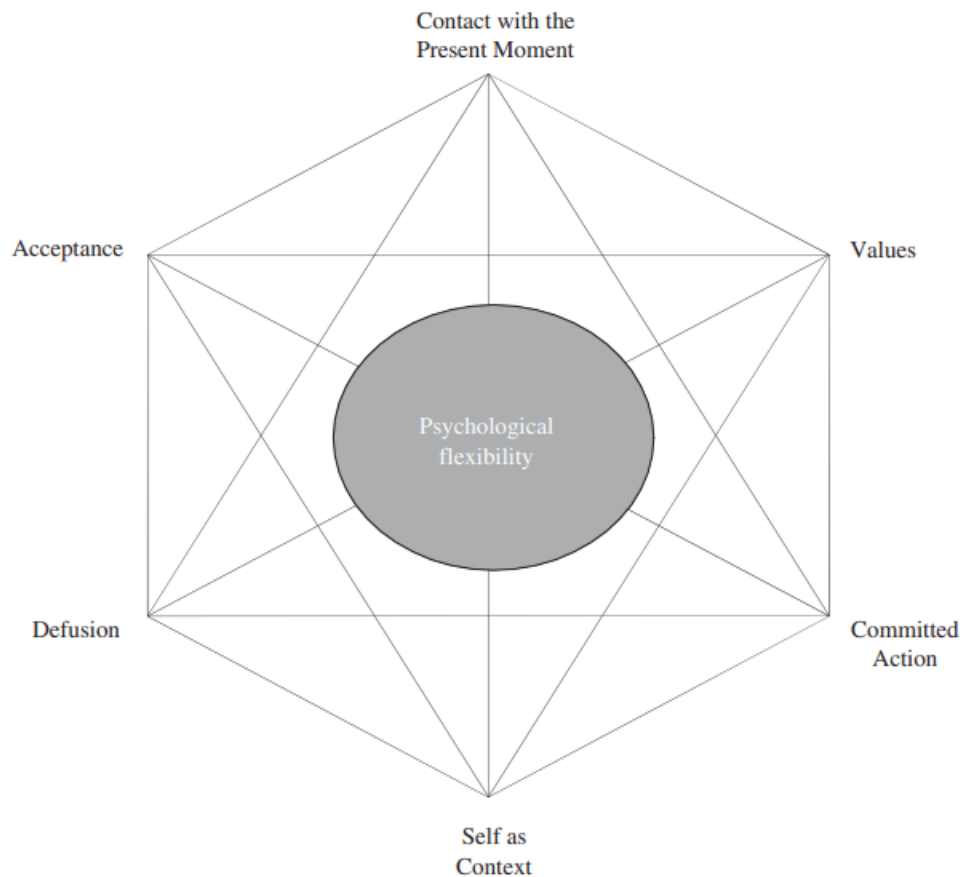 Contact with the
Present Moment
Acceptance
Values
Psychological
flexibility
Defusion
Committed
Action
Self as
Context